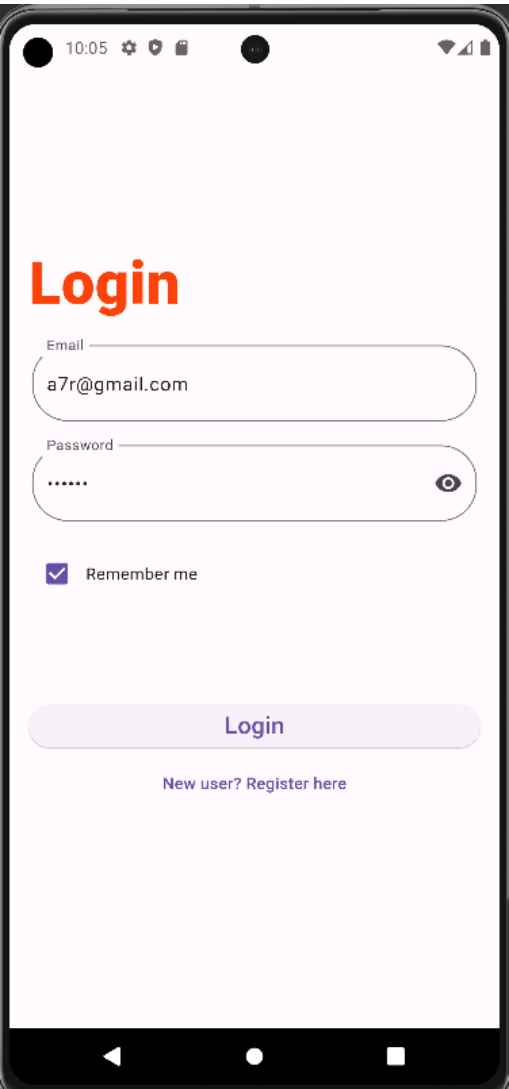 10:05
Login
Email
a7r@gmail.com
Password
••••••
Remember me
Login
New user? Register here